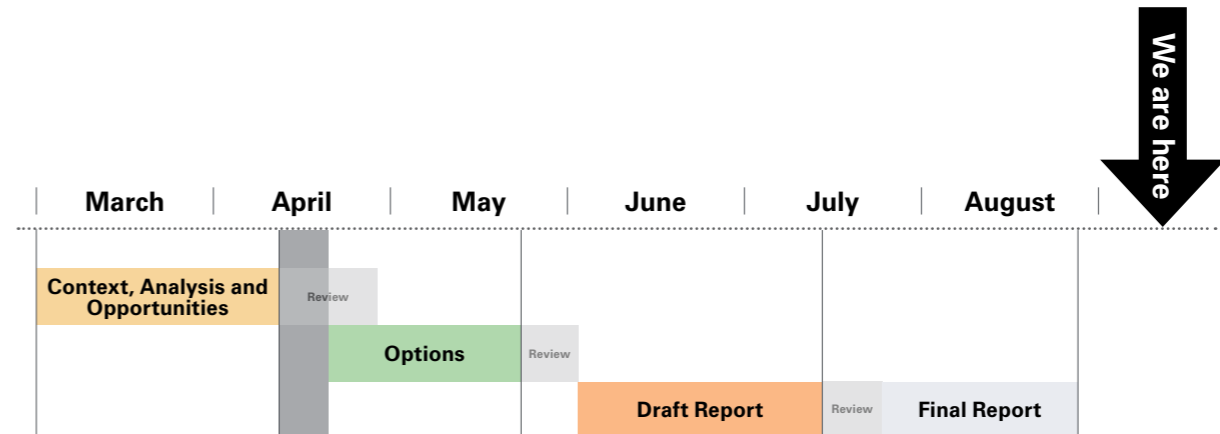 We are here
March April May June July August
Context, Analysis and
Opportunities
Review
Options
Review
Draft Report
Review
Final Report